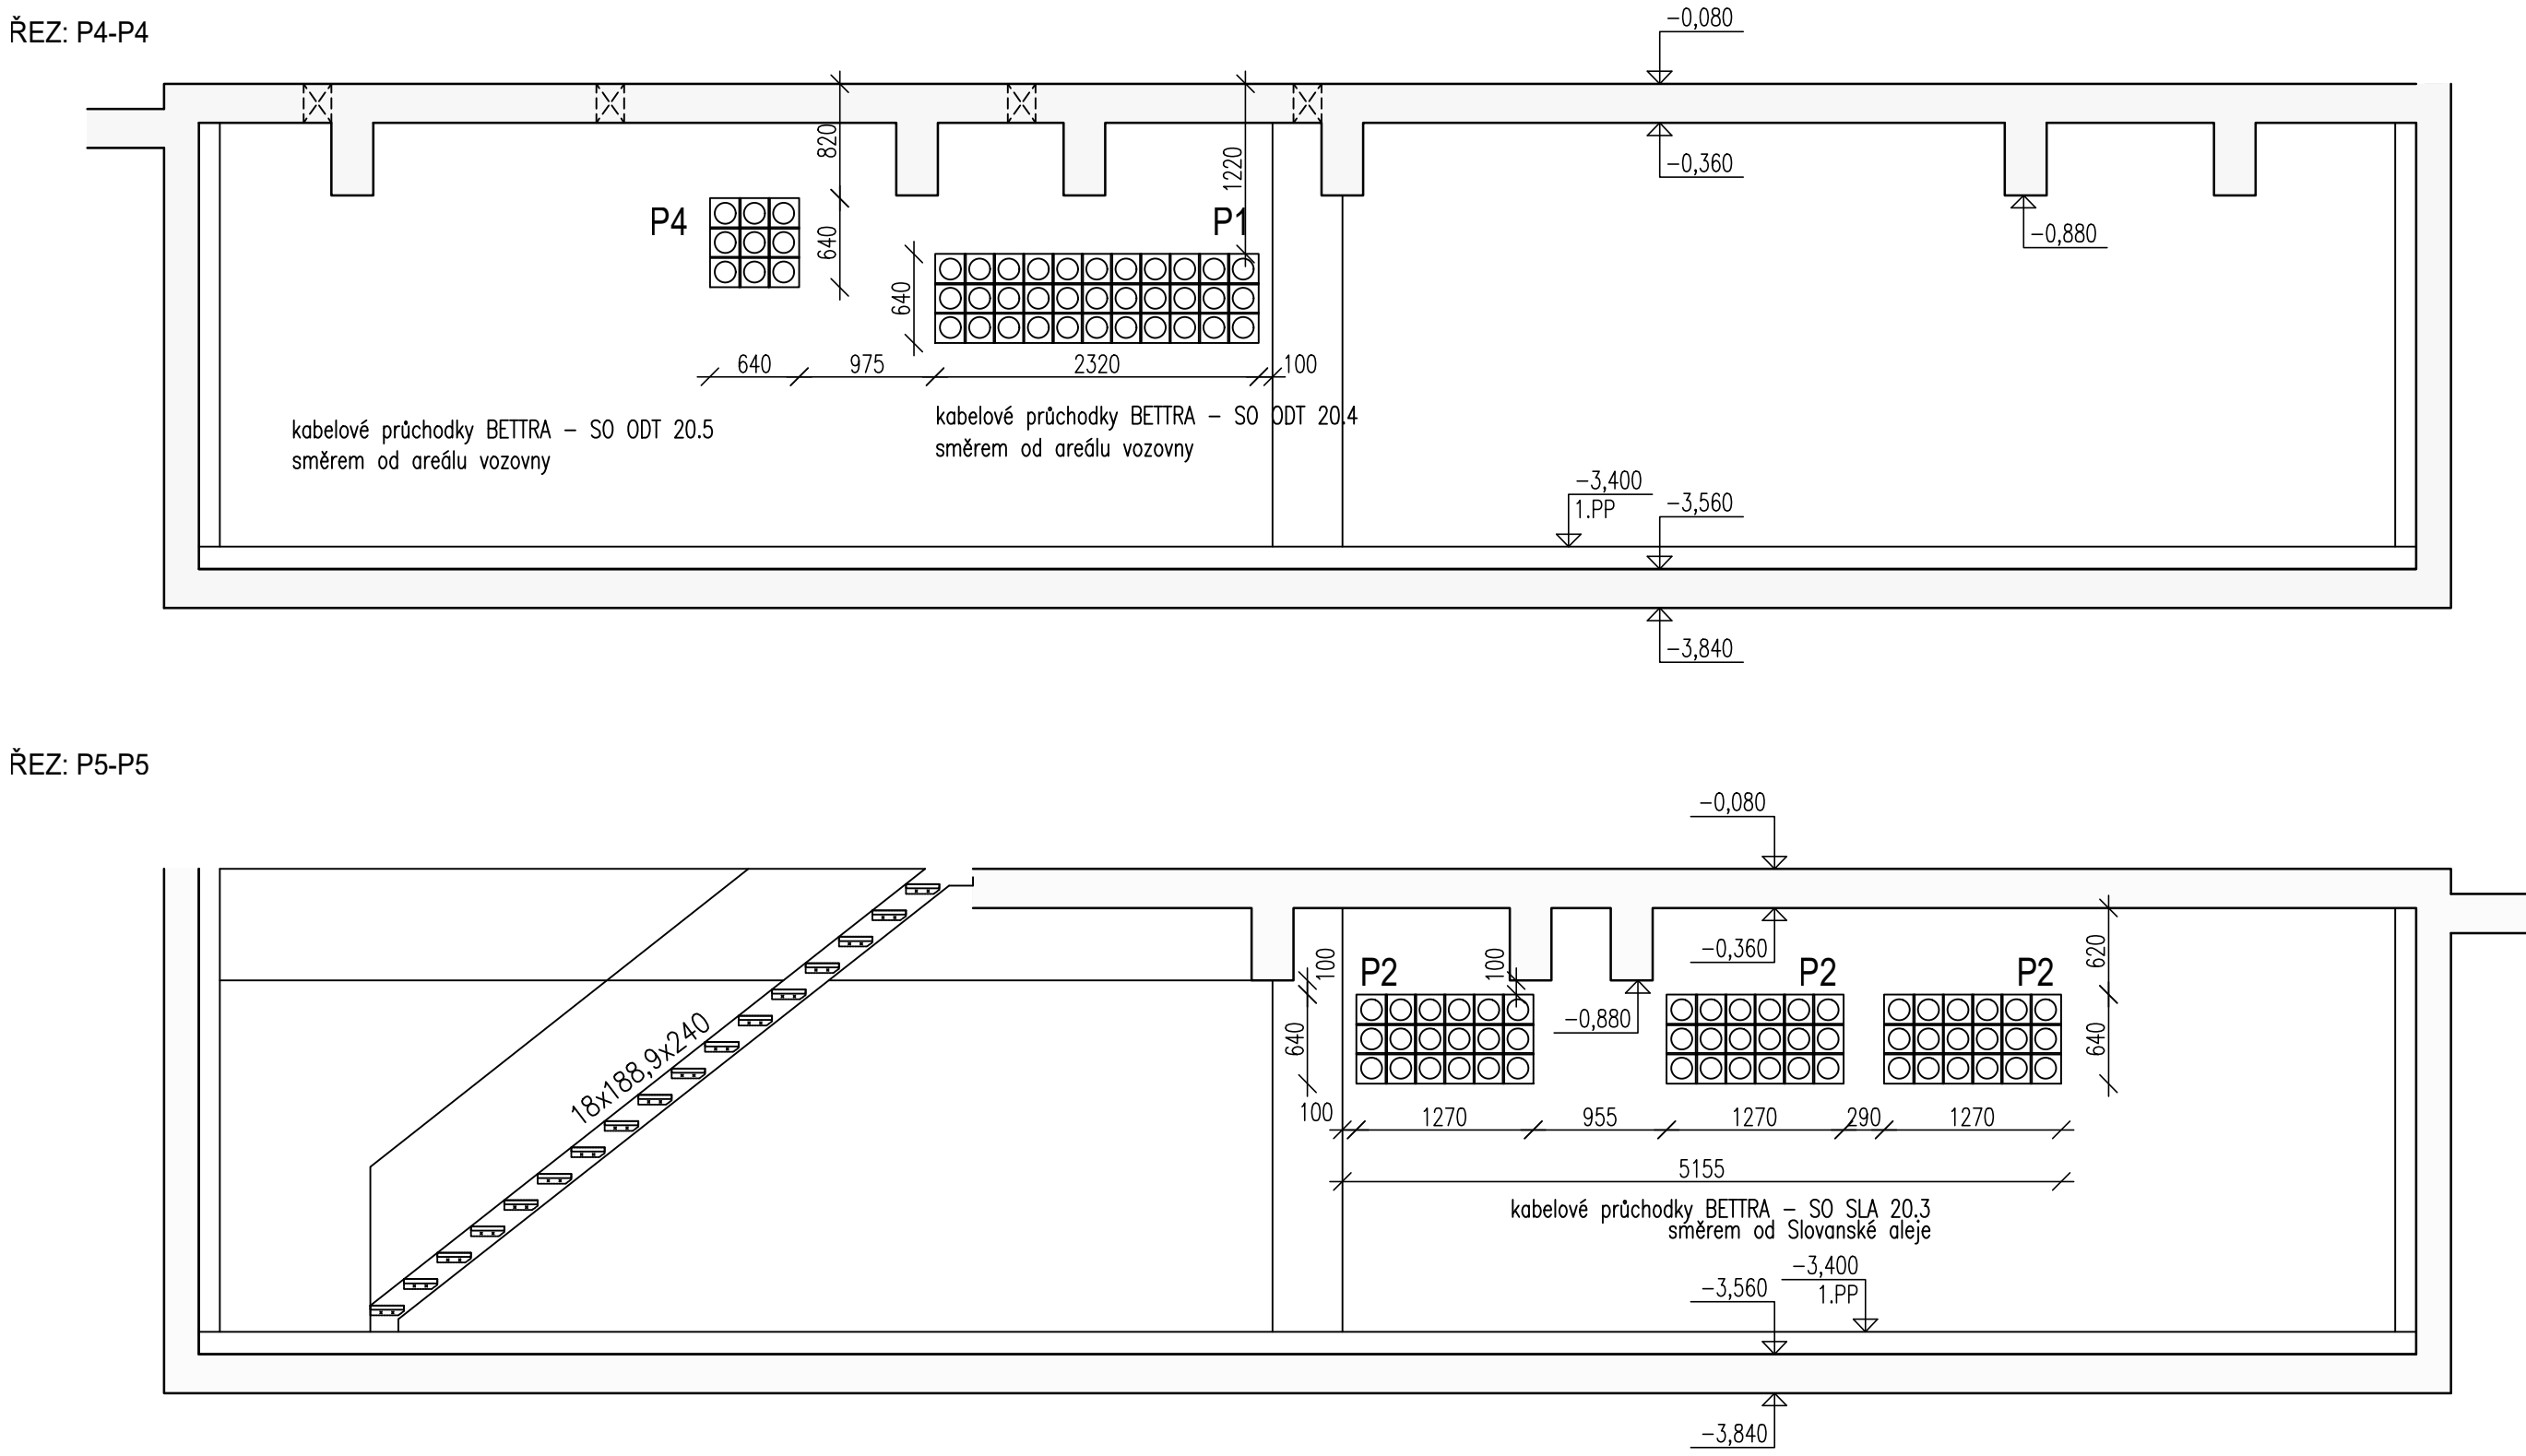 ŘEZ: P4-P4
−0,080
820
1220
−0,360
P4
P1
−0,880
640
640
640
975
2320
100
kabelové průchodky BETTRA − SO ODT 20.5
směrem od areálu vozovny
kabelové průchodky BETTRA − SO ODT 20.4
směrem od areálu vozovny
−3,400
1.PP
−3,560
−3,840
ŘEZ: P5-P5
−0,080
−0,360
100
P2
100
P2
P2
620
−0,880
18x188,9x240
640
640
100
1270
955
1270
290
1270
5155
kabelové průchodky BETTRA − SO SLA 20.3
směrem od Slovanské aleje
−3,400
1.PP
−3,560
−3,840